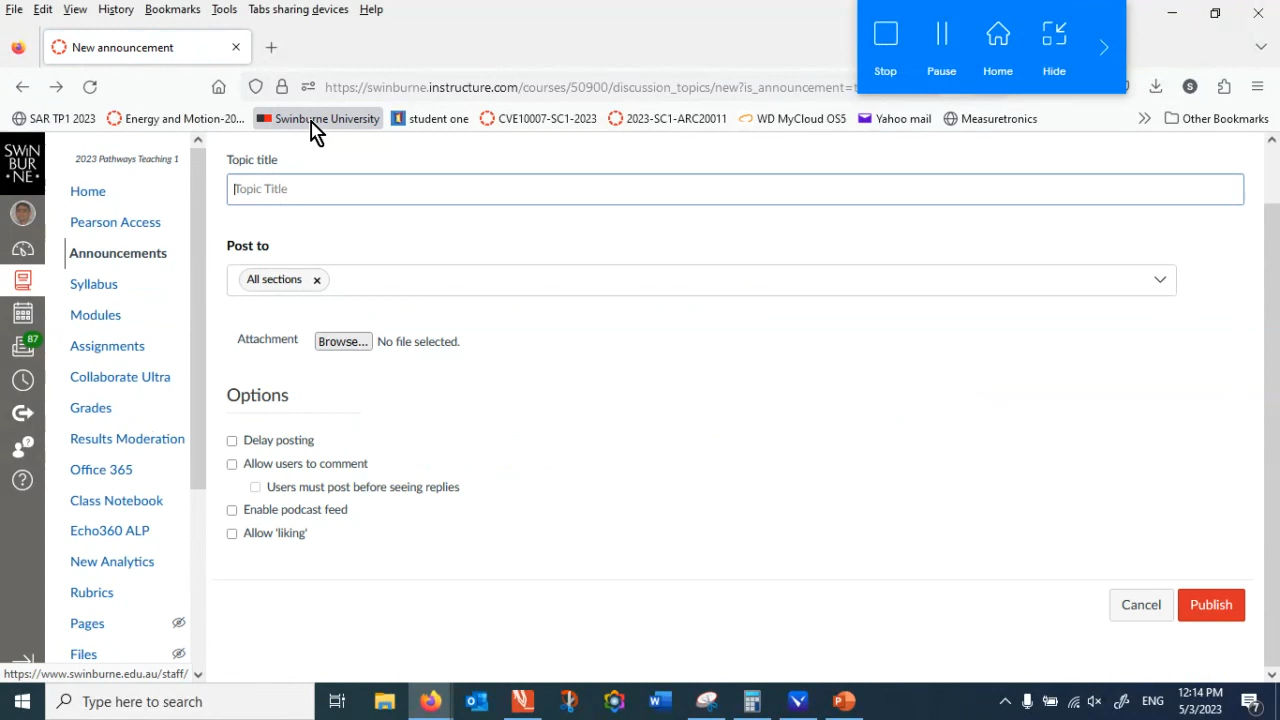 File Edit View History Bookmarks Tools Tabs sharing devices Help
New announcement
Stop Pause Home Hide
https://swinburne.instructure.com/courses/50900/discussion_topics/new?is_announcement=t
SAR TP1 2023 Energy and Motion-20... Swinburne University student one CVE10007-SC1-2023 2023-SC1-ARC20011 WD MyCloud OS5 Yahoo mail Measuretronics Other Bookmarks
SWIN
BUR
NE
2023 Pathways Teaching 1
Home
Pearson Access
Announcements
Syllabus
Modules
Assignments
87
Collaborate Ultra
Grades
Results Moderation
Office 365
Class Notebook
Echo360 ALP
New Analytics
Rubrics
Pages
Files
Topic title
Topic Title
Post to
All sections
Attachment Browse... No file selected.
Options
Delay posting
Allow users to comment
Users must post before seeing replies
Enable podcast feed
Allow 'liking'
Cancel Publish
https://www.swinburne.edu.au/staff/
Type here to search
ENG
12:14 PM
5/3/2023
7